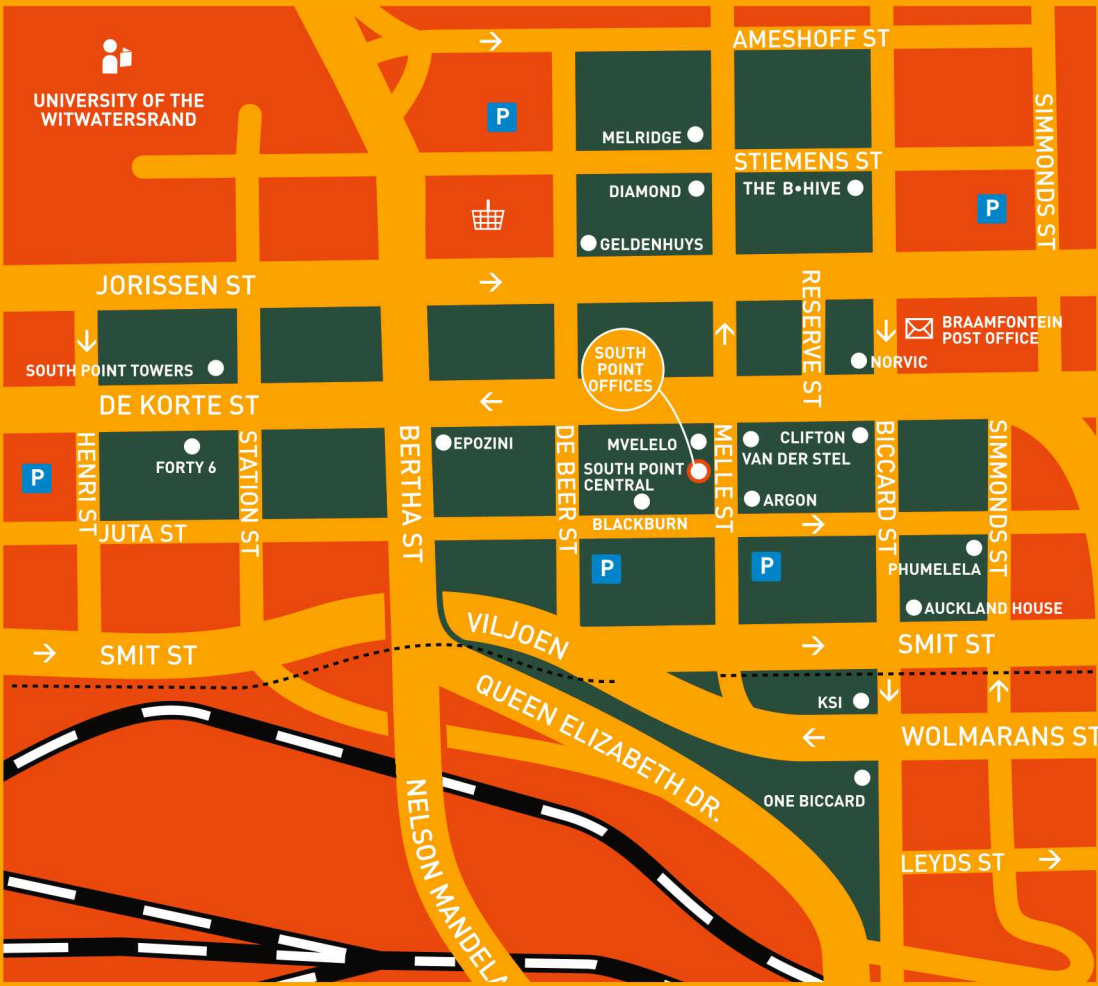 AMESHOFF ST
UNIVERSITY OF THE
WITWATERSRAND
P
SIMMONDS ST
MELRIDGE
STIEMENS ST
DIAMOND
THE B•HIVE
P
GELDENHUYS
JORISSEN ST
RESERVE ST
BRAAMFONTEIN
POST OFFICE
SOUTH
POINT
OFFICES
SOUTH POINT TOWERS
NORVIC
DE KORTE ST
HENRI ST
STATION ST
BERTHA ST
DE BEER ST
MELLE ST
BICCARD ST
SIMMONDS ST
EPOZINI
MVELELO
CLIFTON
VAN DER STEL
FORTY 6
P
SOUTH POINT
CENTRAL
ARGON
BLACKBURN
JUTA ST
P
P
PHUMELELA
AUCKLAND HOUSE
VILJOEN
SMIT ST
SMIT ST
QUEEN ELIZABETH DR.
KSI
WOLMARANS ST
ONE BICCARD
NELSON MANDELA
LEYDS ST